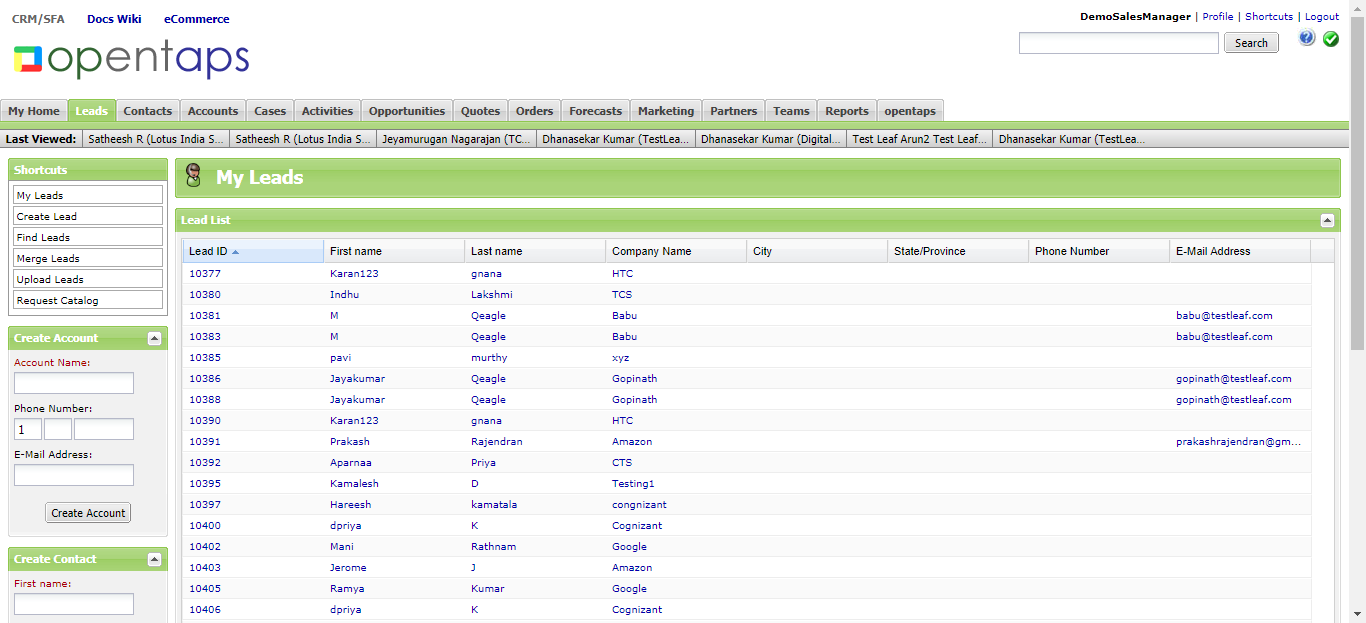 CRM/SFA Docs Wiki eCommerce
DemoSalesManager | Profile | Shortcuts | Logout
opentaps
Search
My Home Leads Contacts Accounts Cases Activities Opportunities Quotes Orders Forecasts Marketing Partners Teams Reports opentaps
Last Viewed: Satheesh R (Lotus India S... Satheesh R (Lotus India S... Jeyamurugan Nagarajan (TC... Dhanasekar Kumar (TestLea... Dhanasekar Kumar (Digital... Test Leaf Arun2 Test Leaf... Dhanasekar Kumar (TestLea...
Shortcuts
My Leads
Create Lead
Find Leads
Merge Leads
Upload Leads
Request Catalog
Create Account
Account Name:
Phone Number:
1
E-Mail Address:
Create Account
Create Contact
First name:
My Leads
Lead List
Lead ID First name Last name Company Name City State/Province Phone Number E-Mail Address
10377 Karan123 gnana HTC
10380 Indhu Lakshmi TCS
10381 M Qeagle Babu babu@testleaf.com
10383 M Qeagle Babu babu@testleaf.com
10385 pavi murthy xyz
10386 Jayakumar Qeagle Gopinath gopinath@testleaf.com
10388 Jayakumar Qeagle Gopinath gopinath@testleaf.com
10390 Karan123 gnana HTC
10391 Prakash Rajendran Amazon prakashrajendran@gm...
10392 Aparnaa Priya CTS
10395 Kamalesh D Testing1
10397 Hareesh kamatala congnizant
10400 dpriya K Cognizant
10402 Mani Rathnam Google
10403 Jerome J Amazon
10405 Ramya Kumar Google
10406 dpriya K Cognizant